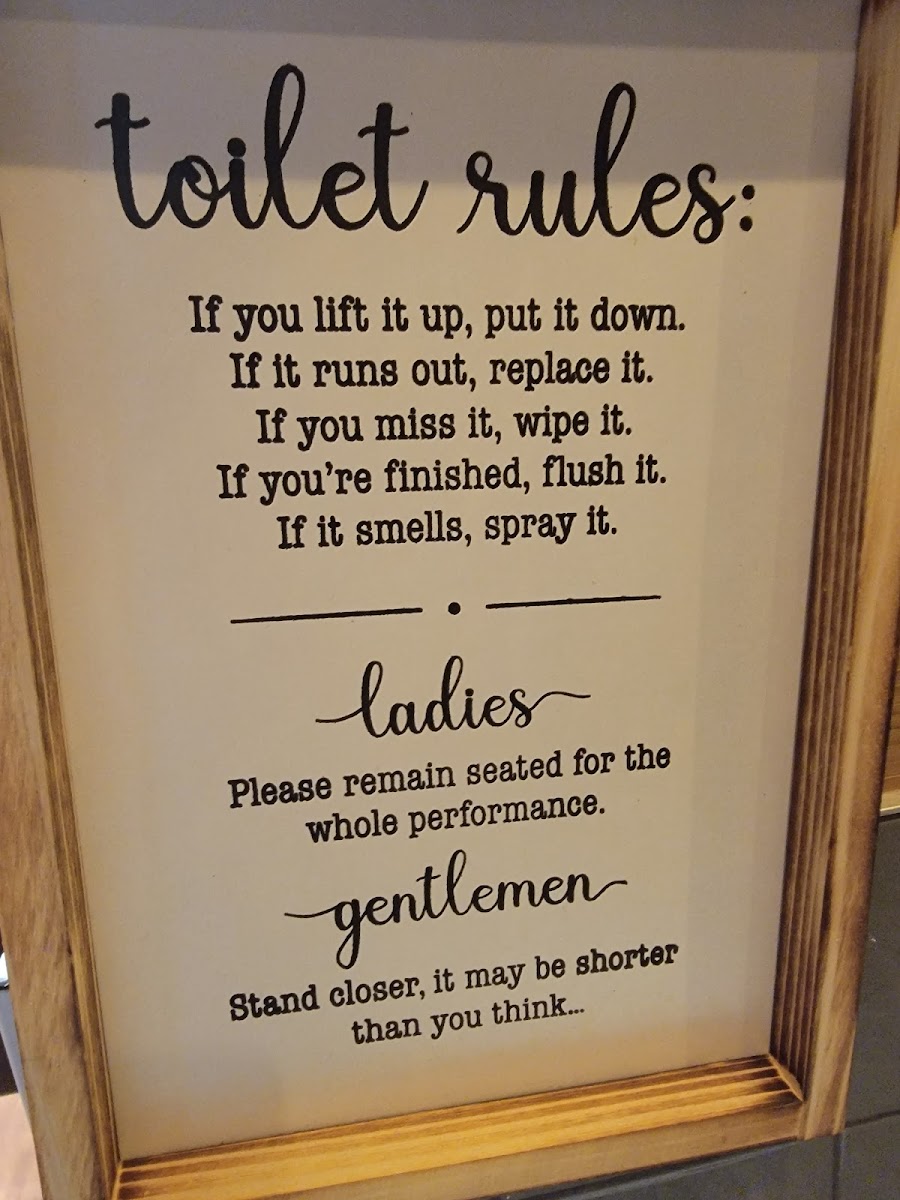 toilet rules:
If you lift it up, put it down.
If it runs out, replace it.
If you miss it, wipe it.
If you're finished, flush it.
If it smells, spray it.
ladies
Please remain seated for the
whole performance.
gentlemen
Stand closer, it may be shorter
than you think...